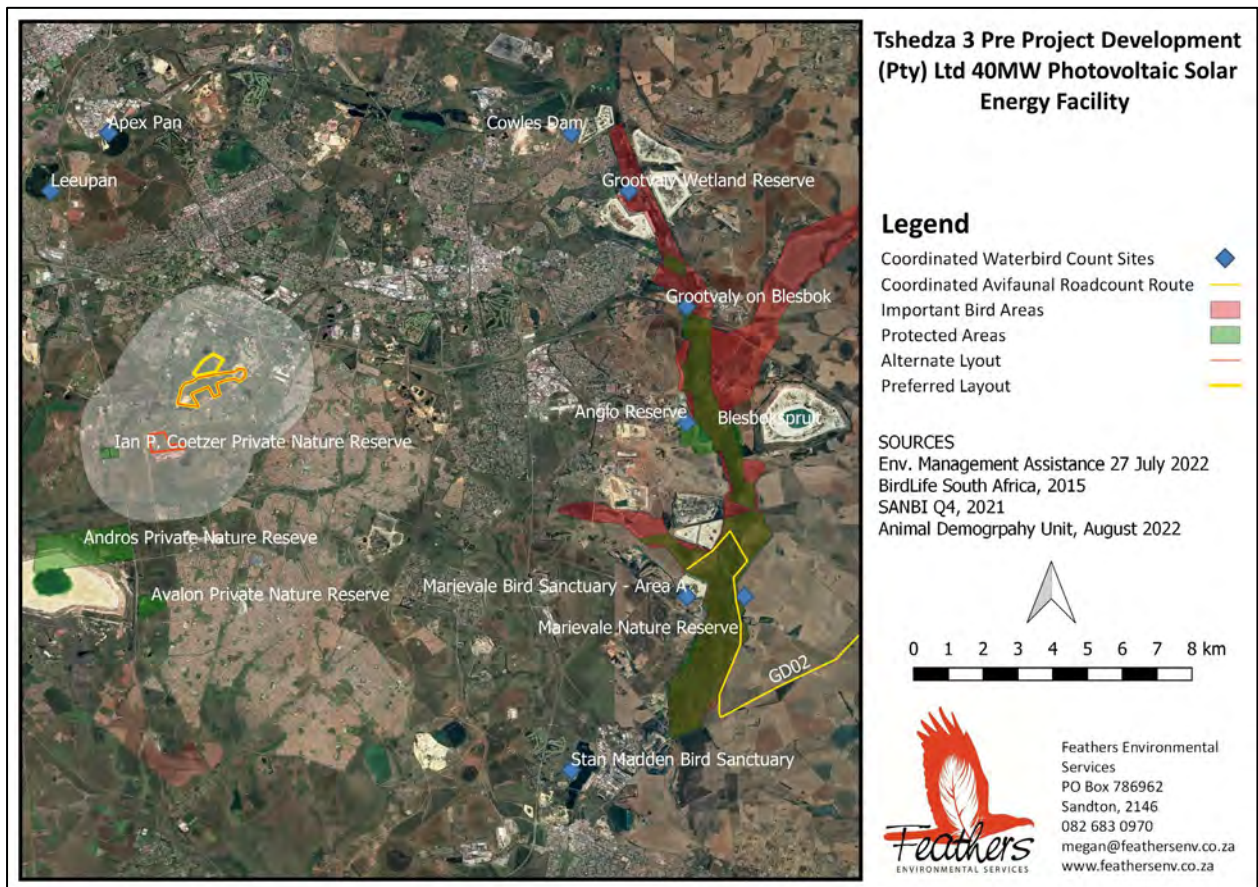 Tshedza 3 Pre Project Development
(Pty) Ltd 40MW Photovoltaic Solar
Energy Facility
Apex Pan
Cowles Dam
Leeupan
Grootvaly Wetland Reserve
Grootvaly on Blesbok
Anglo Reserve
Blesbokspruit
Ian P. Coetzer Private Nature Reserve
Andros Private Nature Reseve
Avalon Private Nature Reserve
Marievale Bird Sanctuary - Area A
Marievale Nature Reserve
GD02
Stan Madden Bird Sanctuary
Legend
Coordinated Waterbird Count Sites
Coordinated Avifaunal Roadcount Route
Important Bird Areas
Protected Areas
Alternate Lyout
Preferred Layout
SOURCES
Env. Management Assistance 27 July 2022
BirdLife South Africa, 2015
SANBI Q4, 2021
Animal Demogrpahy Unit, August 2022
0 1 2 3 4 5 6 7 8 km
Feathers
ENVIRONMENTAL SERVICES
Feathers Environmental
Services
PO Box 786962
Sandton, 2146
082 683 0970
megan@feathersenv.co.za
www.feathersenv.co.za